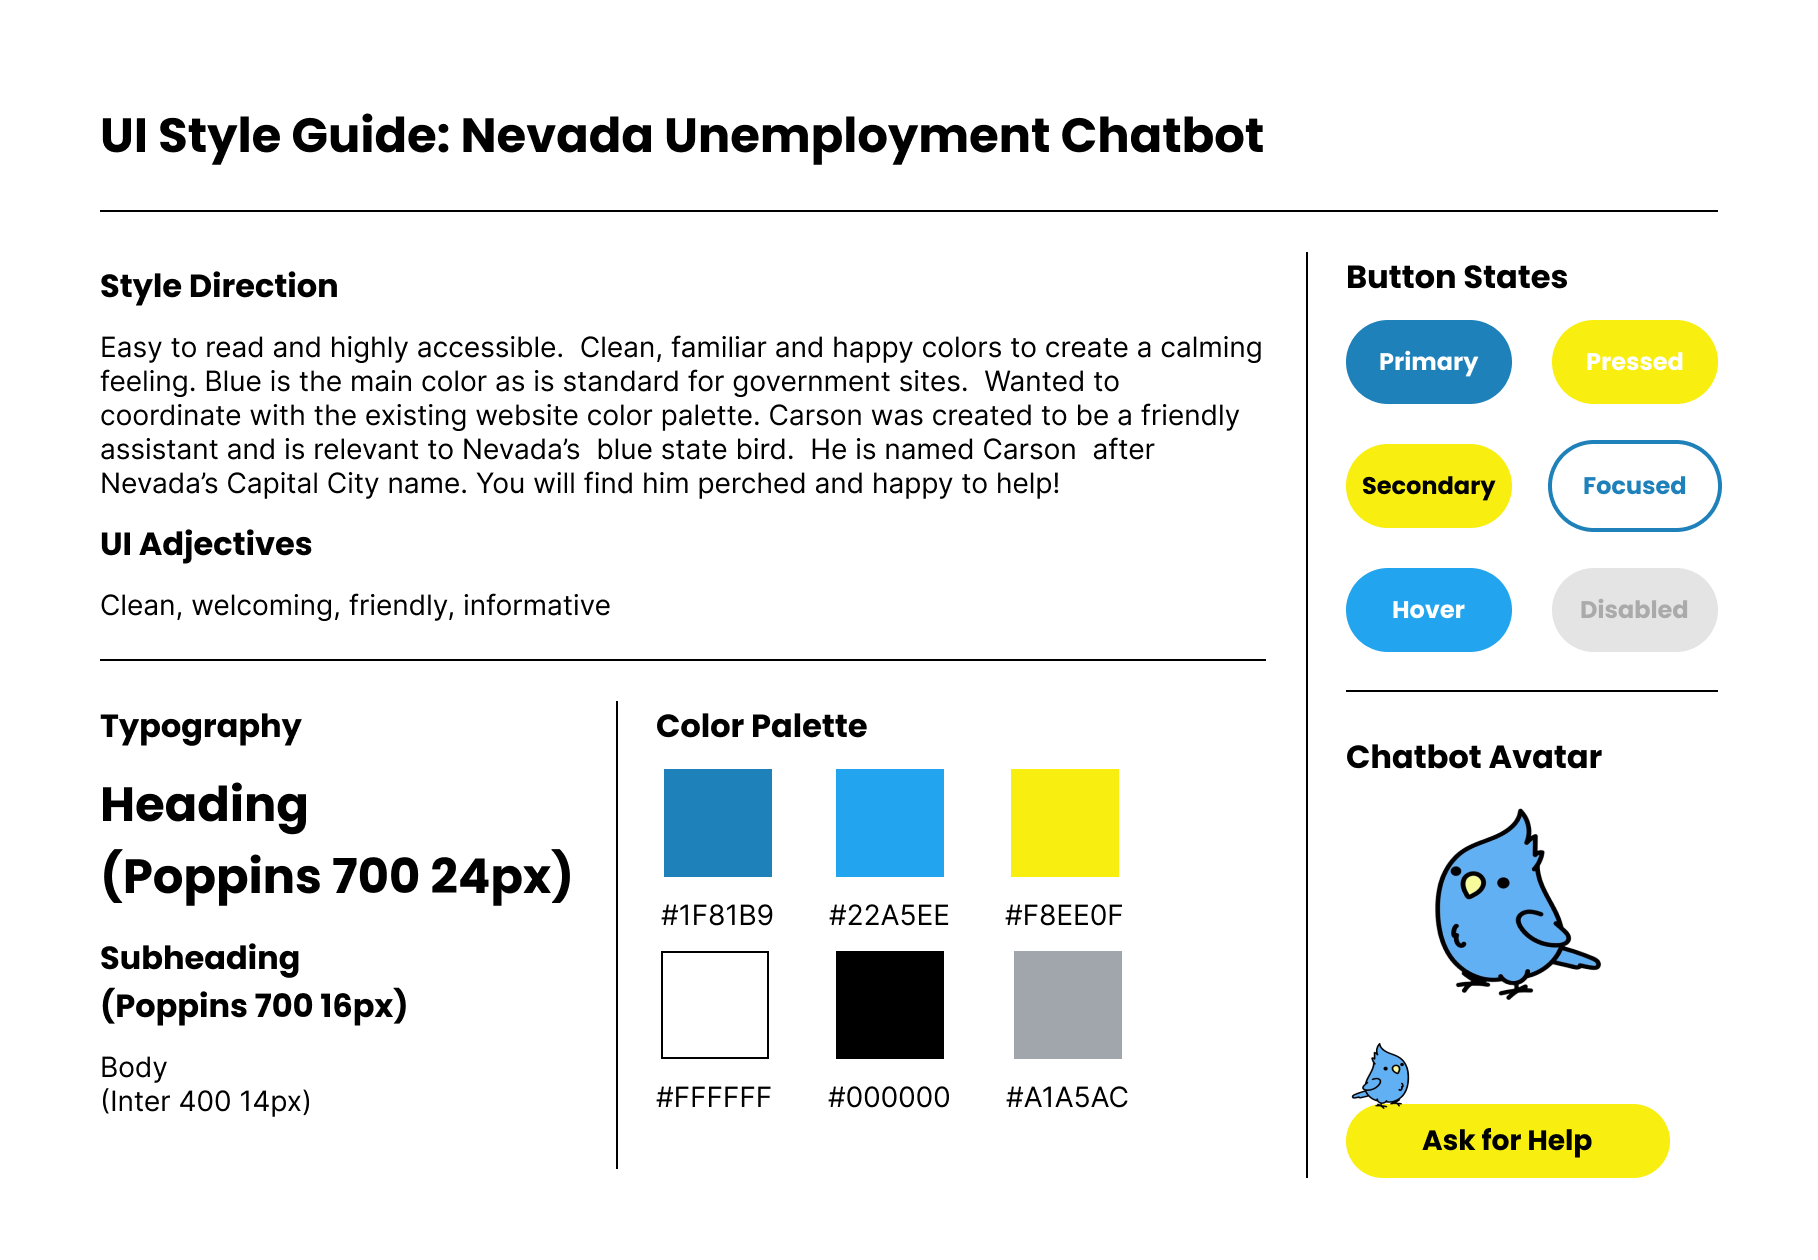 UI Style Guide: Nevada Unemployment Chatbot
Style Direction
Easy to read and highly accessible.  Clean, familiar and happy colors to create a calming
feeling. Blue is the main color as is standard for government sites.  Wanted to
coordinate with the existing website color palette. Carson was created to be a friendly
assistant and is relevant to Nevada’s  blue state bird.  He is named Carson  after
Nevada’s Capital City name. You will find him perched and happy to help!
UI Adjectives
Clean, welcoming, friendly, informative
Typography
Heading
(Poppins 700 24px)
Subheading
(Poppins 700 16px)
Body
(Inter 400 14px)
Color Palette
#1F81B9 #22A5EE #F8EE0F
#FFFFFF #000000 #A1A5AC
Button States
Primary Pressed
Secondary Focused
Hover Disabled
Chatbot Avatar
Ask for Help